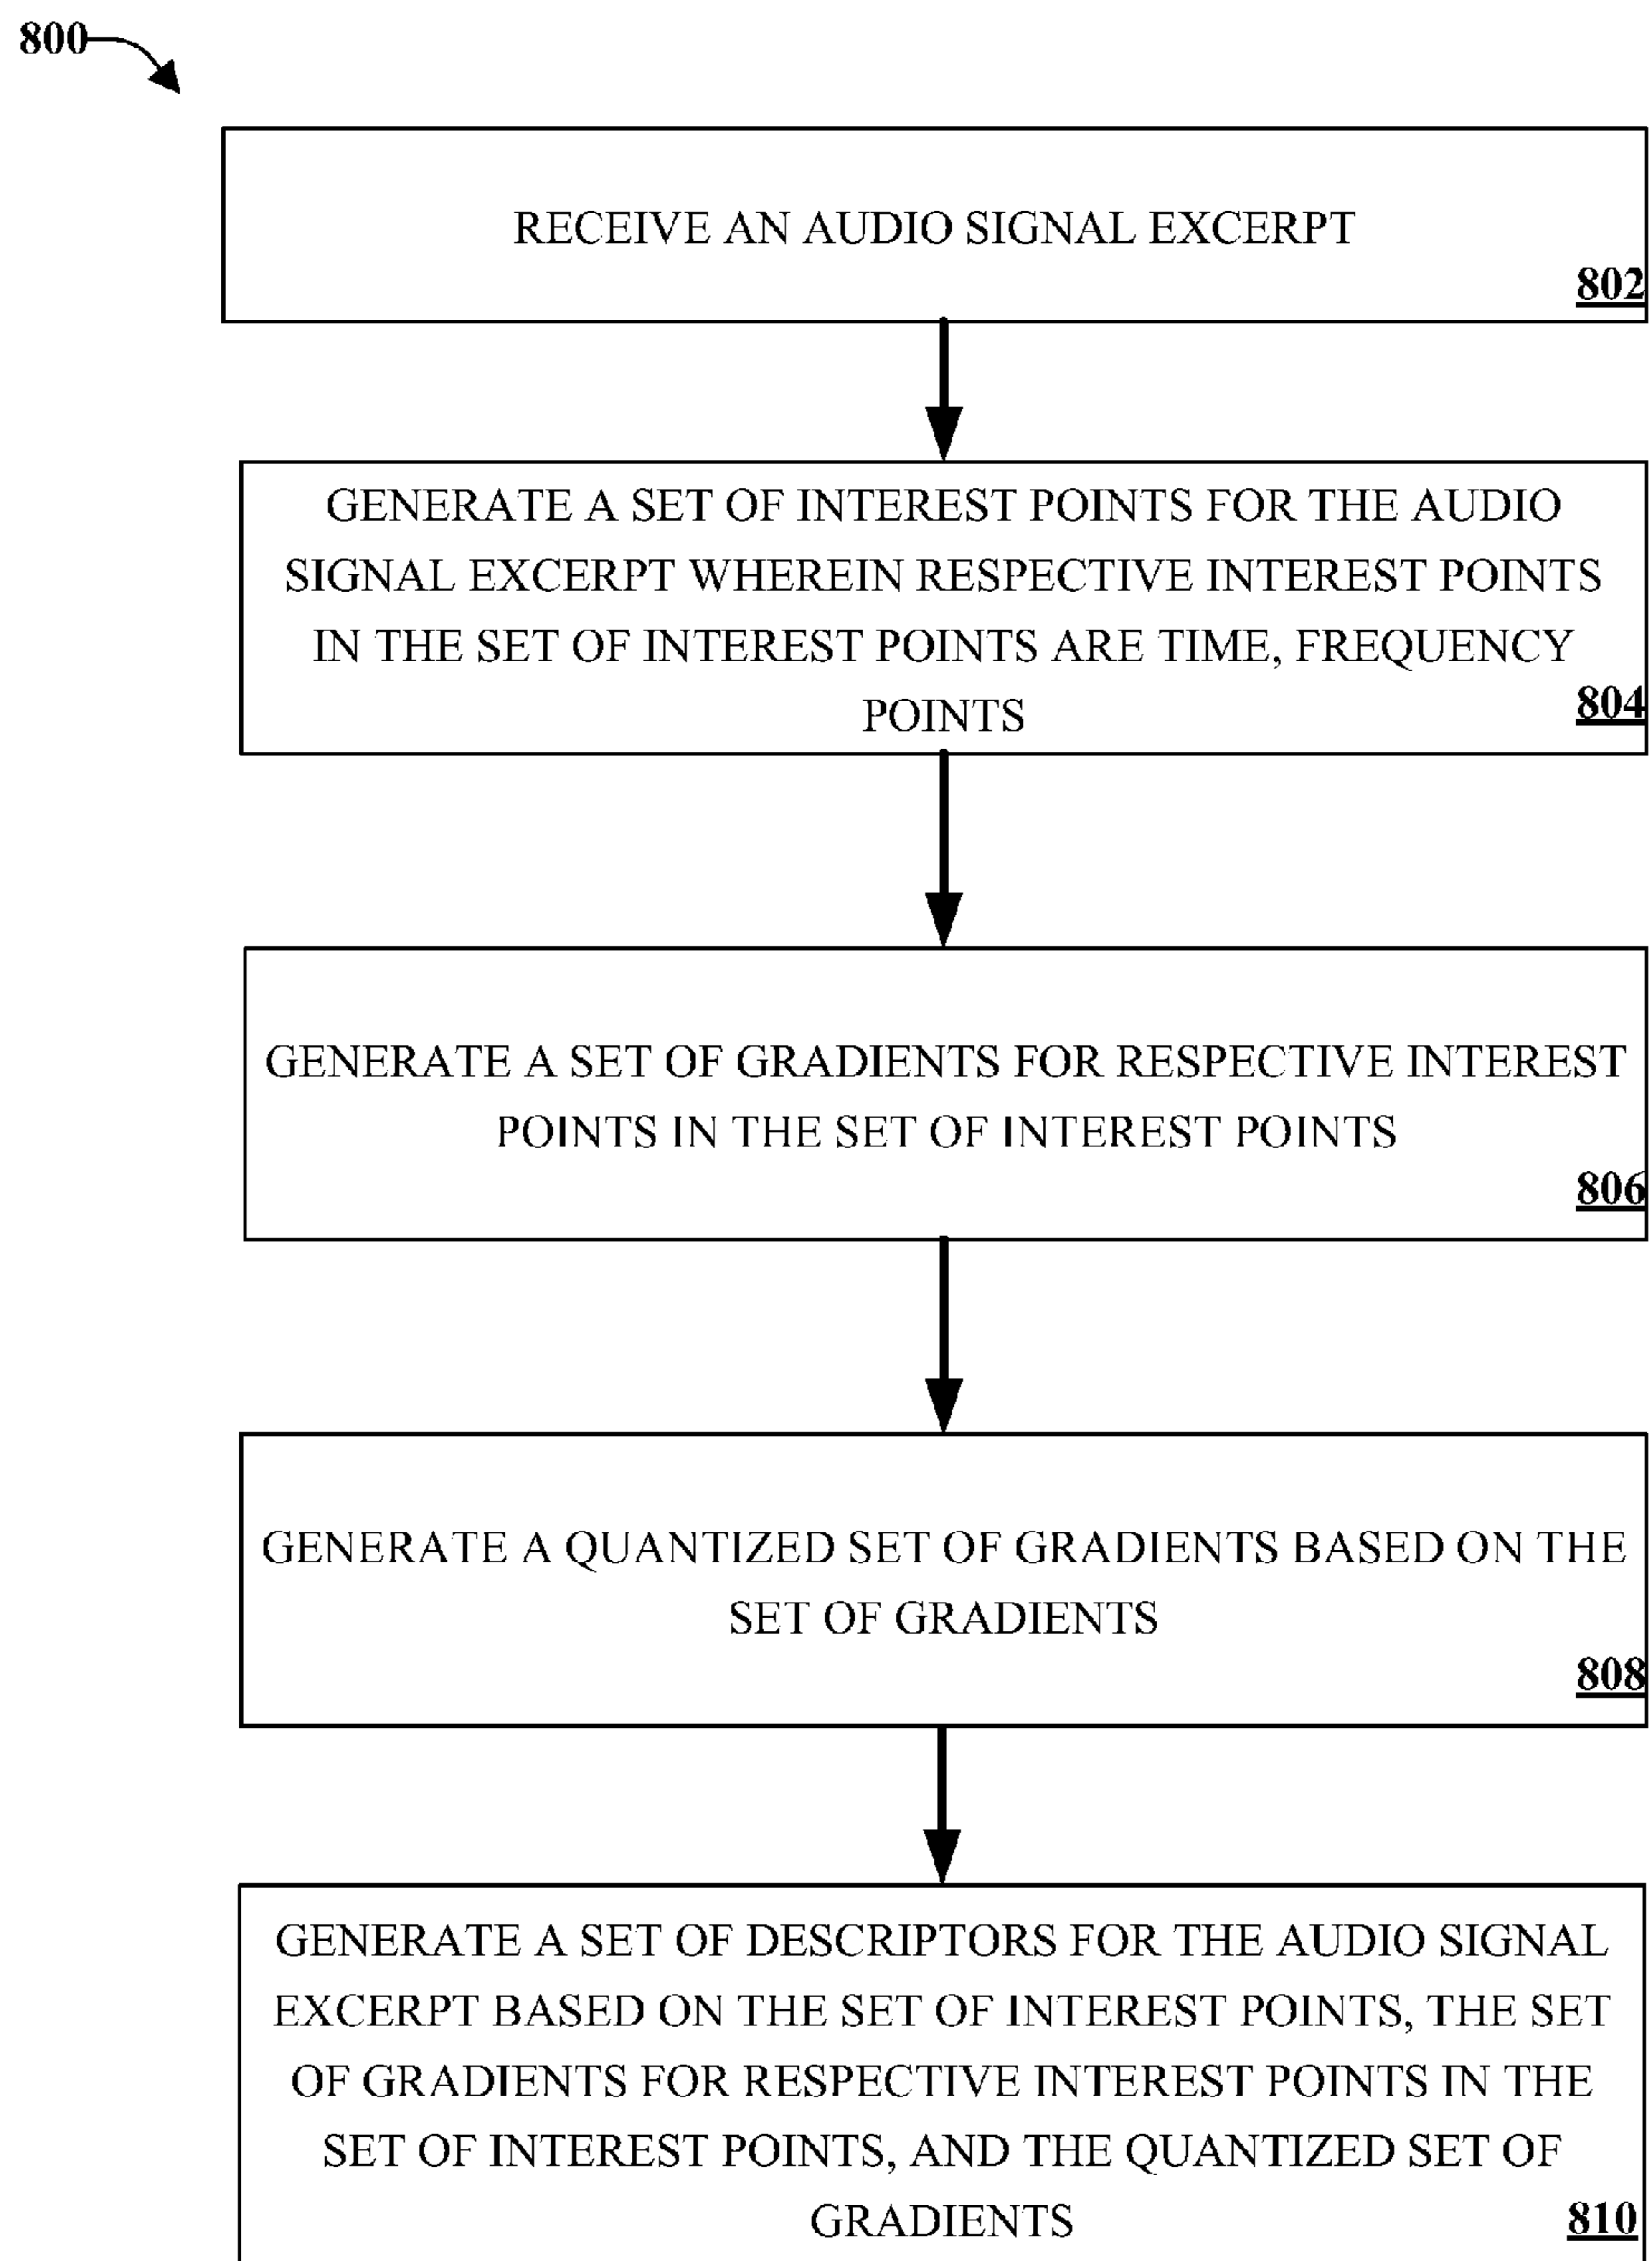 800
RECEIVE AN AUDIO SIGNAL EXCERPT
802
GENERATE A SET OF INTEREST POINTS FOR THE AUDIO
SIGNAL EXCERPT WHEREIN RESPECTIVE INTEREST POINTS
IN THE SET OF INTEREST POINTS ARE TIME, FREQUENCY
POINTS
804
GENERATE A SET OF GRADIENTS FOR RESPECTIVE INTEREST
POINTS IN THE SET OF INTEREST POINTS
806
GENERATE A QUANTIZED SET OF GRADIENTS BASED ON THE
SET OF GRADIENTS
808
GENERATE A SET OF DESCRIPTORS FOR THE AUDIO SIGNAL
EXCERPT BASED ON THE SET OF INTEREST POINTS, THE SET
OF GRADIENTS FOR RESPECTIVE INTEREST POINTS IN THE
SET OF INTEREST POINTS, AND THE QUANTIZED SET OF
GRADIENTS
810